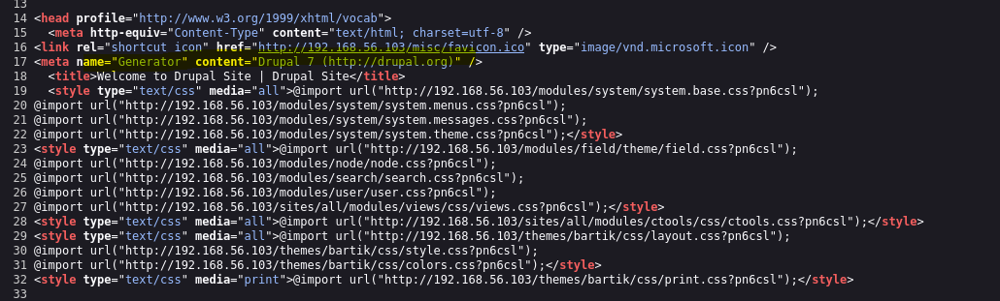 13
14 <head profile="http://www.w3.org/1999/xhtml/vocab">
15   <meta http-equiv="Content-Type" content="text/html; charset=utf-8" />
16 <link rel="shortcut icon" href="http://192.168.56.103/misc/favicon.ico" type="image/vnd.microsoft.icon" />
17 <meta name="Generator" content="Drupal 7 (http://drupal.org)" />
18   <title>Welcome to Drupal Site | Drupal Site</title>
19   <style type="text/css" media="all">@import url("http://192.168.56.103/modules/system/system.base.css?pn6csl");
20 @import url("http://192.168.56.103/modules/system/system.menus.css?pn6csl");
21 @import url("http://192.168.56.103/modules/system/system.messages.css?pn6csl");
22 @import url("http://192.168.56.103/modules/system/system.theme.css?pn6csl");</style>
23 <style type="text/css" media="all">@import url("http://192.168.56.103/modules/field/theme/field.css?pn6csl");
24 @import url("http://192.168.56.103/modules/node/node.css?pn6csl");
25 @import url("http://192.168.56.103/modules/search/search.css?pn6csl");
26 @import url("http://192.168.56.103/modules/user/user.css?pn6csl");
27 @import url("http://192.168.56.103/sites/all/modules/views/css/views.css?pn6csl");</style>
28 <style type="text/css" media="all">@import url("http://192.168.56.103/sites/all/modules/ctools/css/ctools.css?pn6csl");</style>
29 <style type="text/css" media="all">@import url("http://192.168.56.103/themes/bartik/css/layout.css?pn6csl");
30 @import url("http://192.168.56.103/themes/bartik/css/style.css?pn6csl");
31 @import url("http://192.168.56.103/themes/bartik/css/colors.css?pn6csl");</style>
32 <style type="text/css" media="print">@import url("http://192.168.56.103/themes/bartik/css/print.css?pn6csl");</style>
33